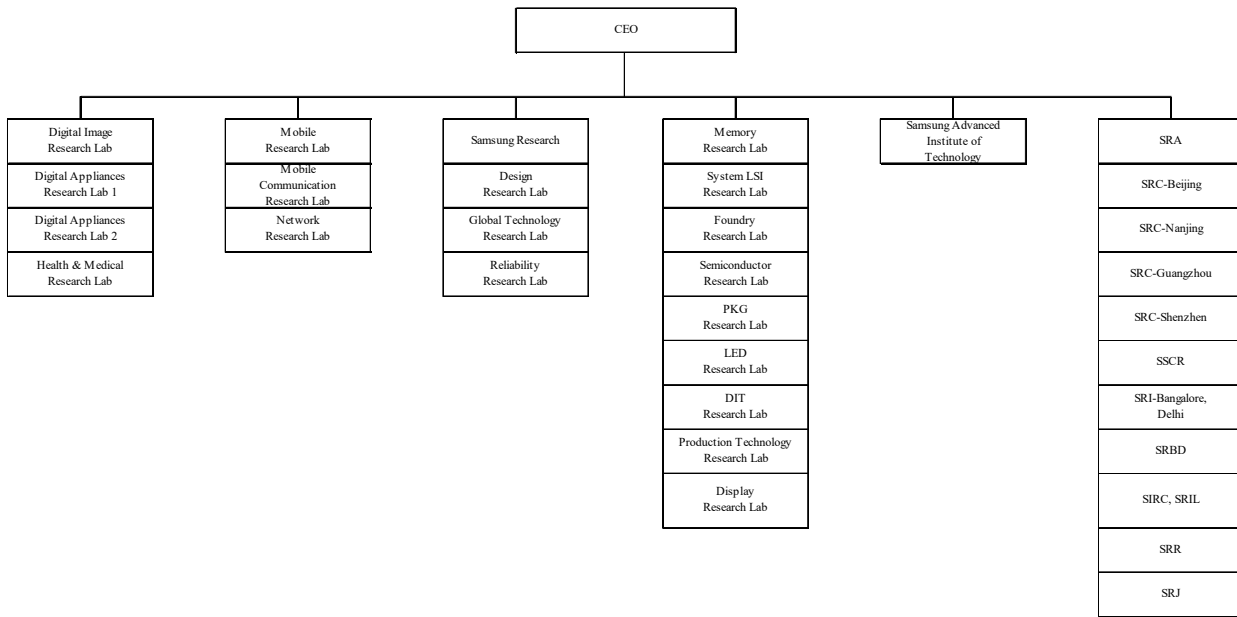 CEO
Digital Image
Research Lab
Digital Appliances
Research Lab 1
Digital Appliances
Research Lab 2
Health & Medical
Research Lab
Mobile
Research Lab
Mobile
Communication
Research Lab
Network
Research Lab
Samsung Research
Design
Research Lab
Global Technology
Research Lab
Reliability
Research Lab
Memory
Research Lab
System LSI
Research Lab
Foundry
Research Lab
Semiconductor
Research Lab
PKG
Research Lab
LED
Research Lab
DIT
Research Lab
Production Technology
Research Lab
Display
Research Lab
Samsung Advanced
Institute of
Technology
SRA
SRC-Beijing
SRC-Nanjing
SRC-Guangzhou
SRC-Shenzhen
SSCR
SRI-Bangalore,
Delhi
SRBD
SIRC, SRIL
SRR
SRJ